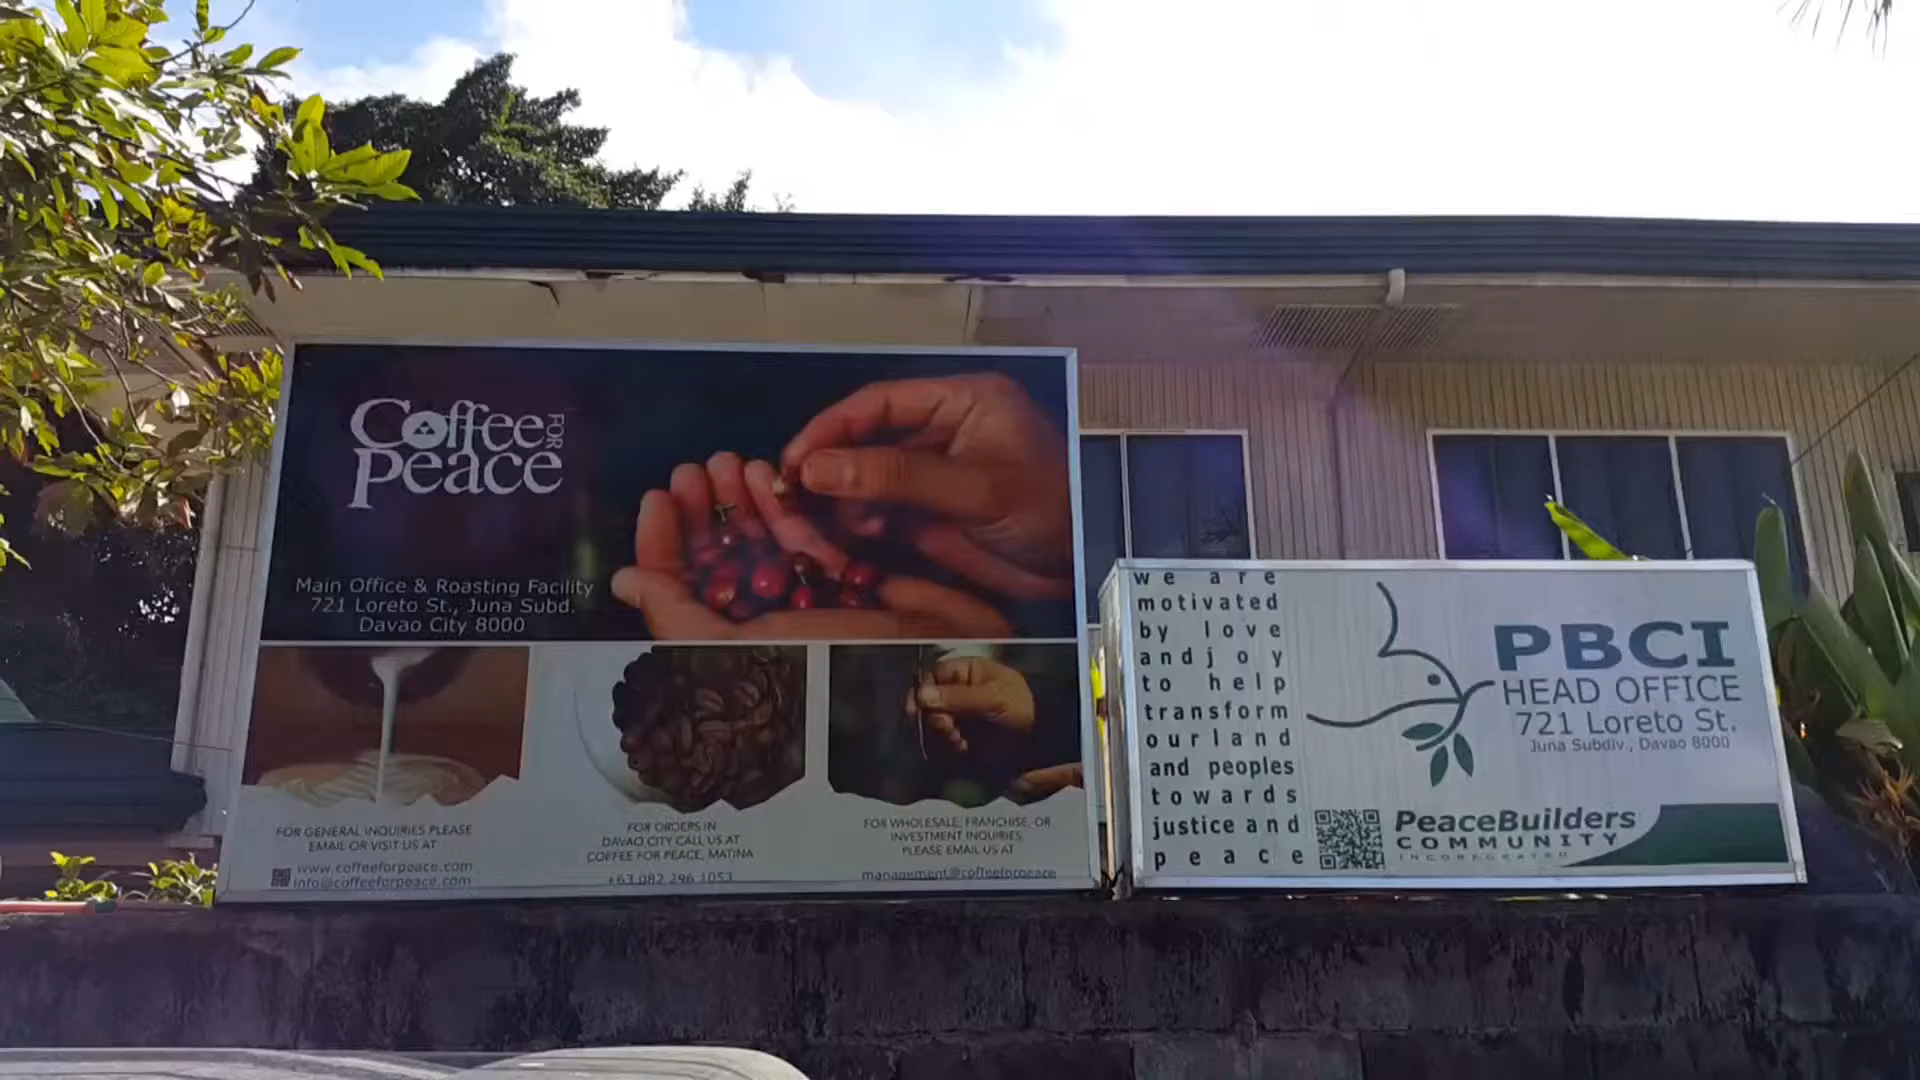 Coffee FOR
Peace
Main Office & Roasting Facility
721 Loreto St., Juna Subd.
Davao City 8000
FOR GENERAL INQUIRIES PLEASE
EMAIL OR VISIT US AT
www.coffeeforpeace.com
info@coffeeforpeace.com
FOR ORDERS IN
DAVAO CITY CALL US AT
COFFEE FOR PEACE, MATINA
+63 082 296 1053
FOR WHOLESALE, FRANCHISE, OR
INVESTMENT INQUIRIES
PLEASE EMAIL US AT
management@coffeeforpeace
we are
motivated
by love
and joy
to help
transform
our land
and peoples
towards
justice and
peace
PBCI
HEAD OFFICE
721 Loreto St.
Juna Subdiv., Davao 8000
PeaceBuilders
COMMUNITY
INCORPORATED